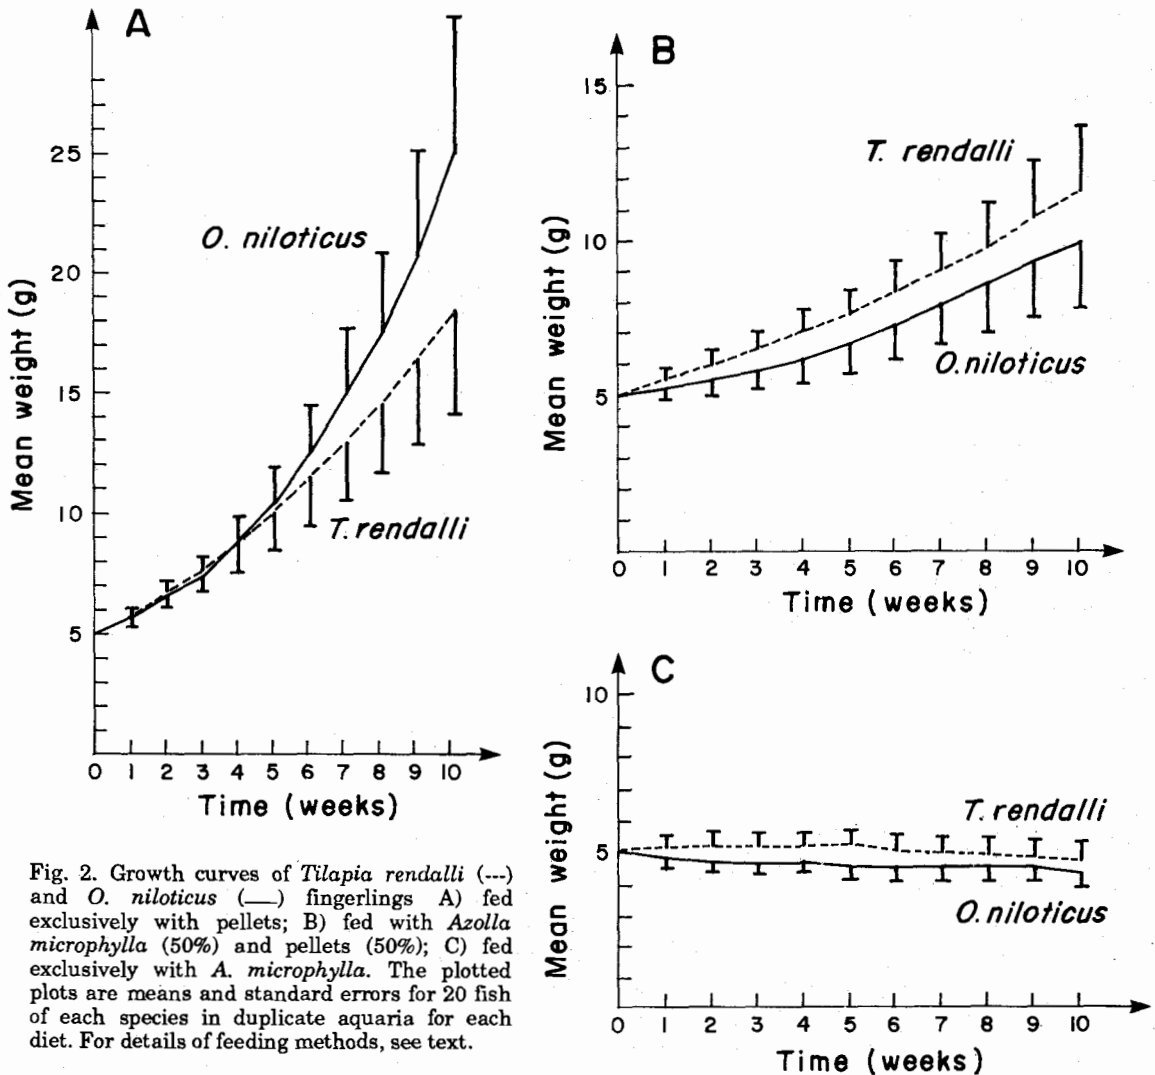 A
25
20
15
10
5
Mean weight (g)
O. niloticus
T. rendalli
0 1 2 3 4 5 6 7 8 9 10
Time (weeks)
B
15
10
5
Mean weight (g)
T. rendalli
O. niloticus
0 1 2 3 4 5 6 7 8 9 10
Time (weeks)
C
10
5
Mean weight (g)
T. rendalli
O. niloticus
0 1 2 3 4 5 6 7 8 9 10
Time (weeks)
Fig. 2. Growth curves of Tilapia rendalli (---)
and O. niloticus (—) fingerlings A) fed
exclusively with pellets; B) fed with Azolla
microphylla (50%) and pellets (50%); C) fed
exclusively with A. microphylla. The plotted
plots are means and standard errors for 20 fish
of each species in duplicate aquaria for each
diet. For details of feeding methods, see text.